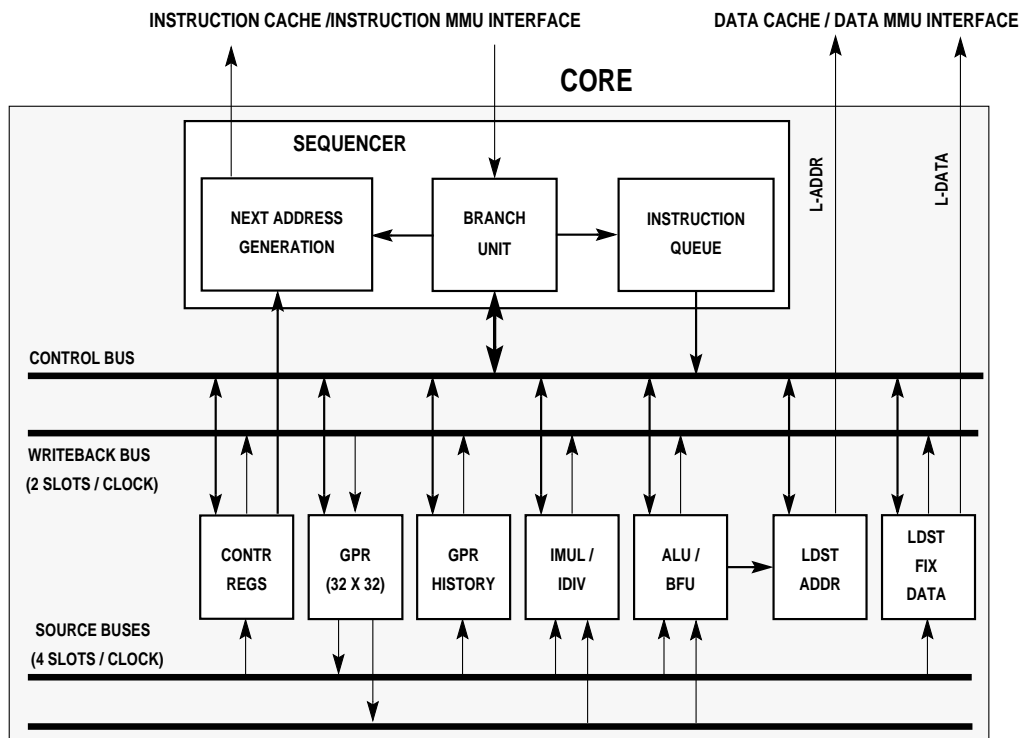 INSTRUCTION CACHE /INSTRUCTION MMU INTERFACE
DATA CACHE / DATA MMU INTERFACE
CORE
SEQUENCER
L-ADDR
L-DATA
NEXT ADDRESS
GENERATION
BRANCH
UNIT
INSTRUCTION
QUEUE
CONTROL BUS
WRITEBACK BUS
(2 SLOTS / CLOCK)
CONTR
REGS
GPR
(32 X 32)
GPR
HISTORY
IMUL /
IDIV
ALU /
BFU
LDST
ADDR
LDST
FIX
DATA
SOURCE BUSES
(4 SLOTS / CLOCK)